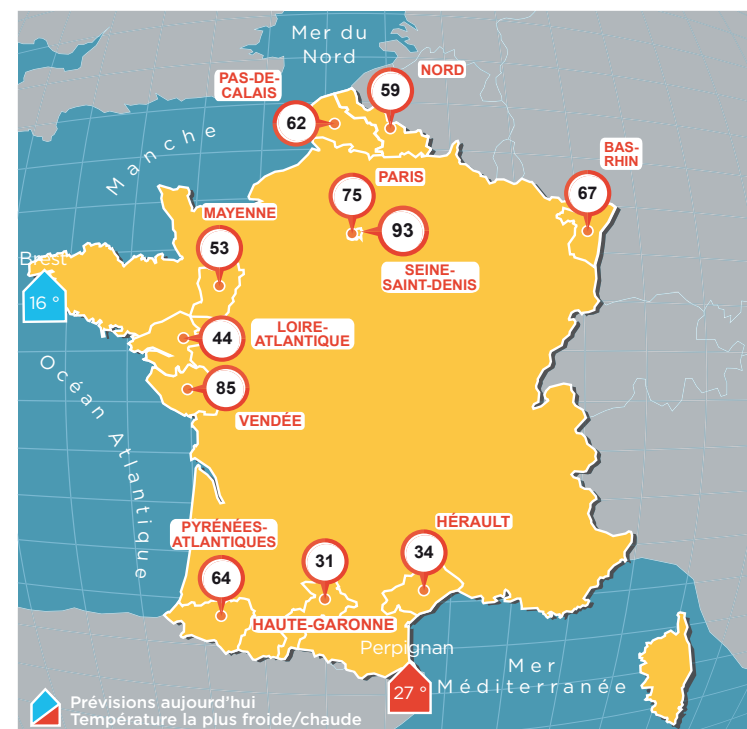 Mer du
Nord
PAS-DE-
CALAIS
NORD
59
62
Manche
BAS-
RHIN
PARIS
75
67
MAYENNE
53
93
SEINE-
SAINT-DENIS
Brest
16 °
LOIRE-
ATLANTIQUE
44
85
VENDÉE
Océan Atlantique
PYRÉNÉES-
ATLANTIQUES
64
31
HÉRAULT
34
HAUTE-GARONNE
Perpignan
27 °
Mer
Méditerranée
Prévisions aujourd'hui
Température la plus froide/chaude